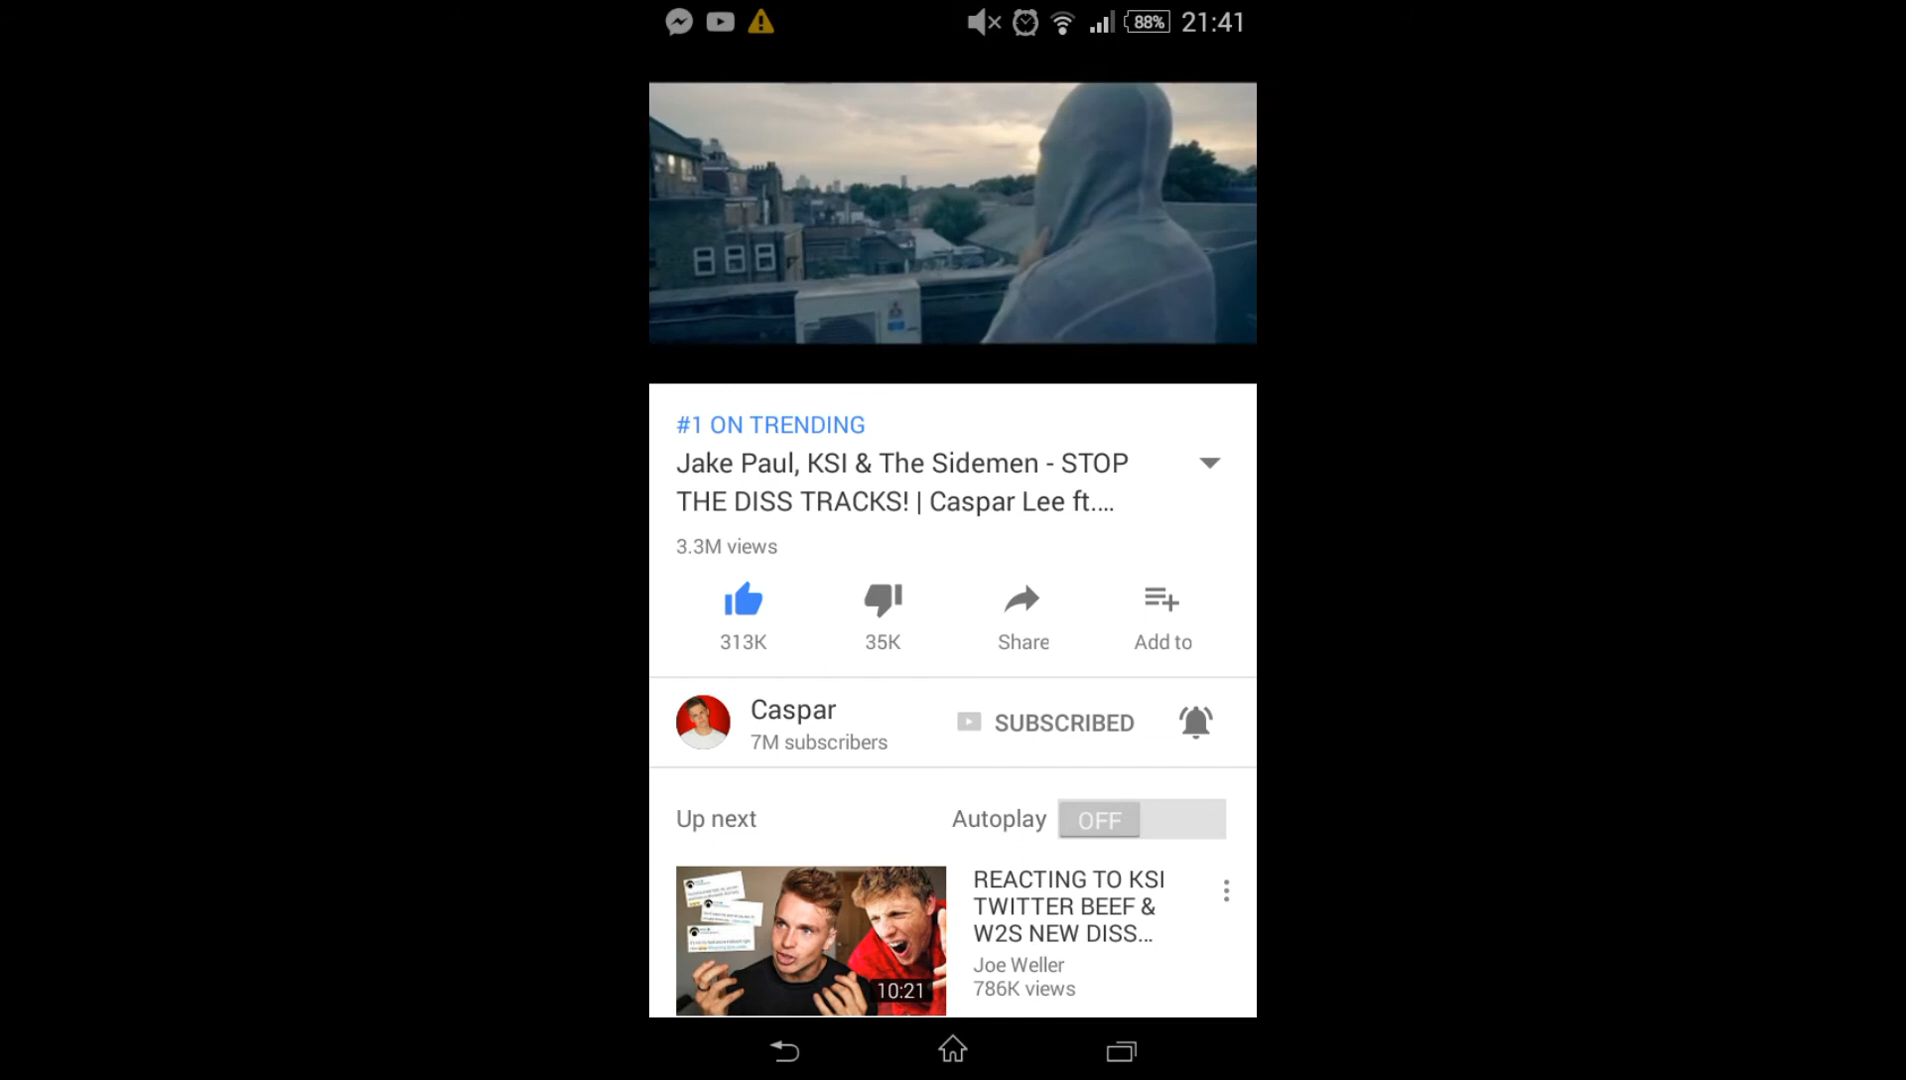 88%
21:41
#1 ON TRENDING
Jake Paul, KSI & The Sidemen - STOP
THE DISS TRACKS! | Caspar Lee ft....
3.3M views
313K
35K
Share
Add to
Caspar
7M subscribers
SUBSCRIBED
Up next
Autoplay
OFF
REACTING TO KSI
TWITTER BEEF &
W2S NEW DISS...
Joe Weller
786K views
10:21